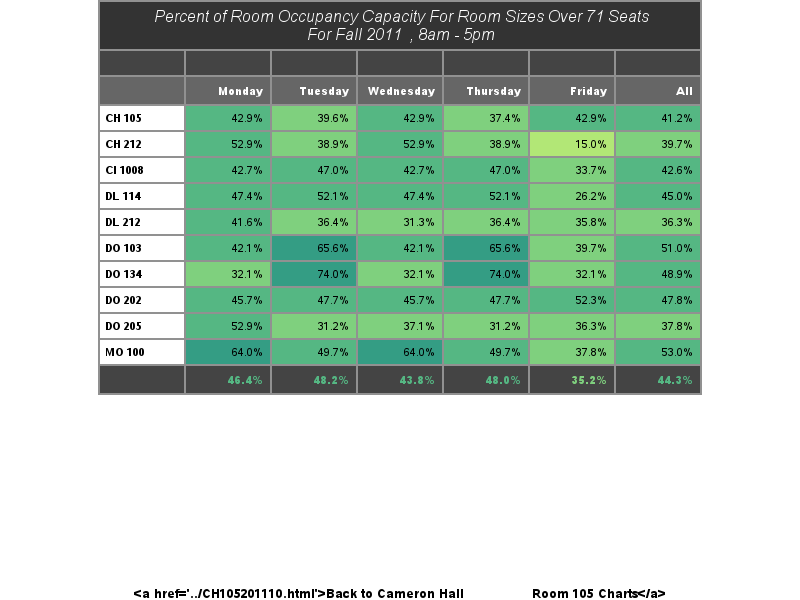 Percent of Room Occupancy Capacity For Room Sizes Over 71 Seats
For Fall 2011 , 8am - 5pm
Monday Tuesday Wednesday Thursday Friday All
CH 105 42.9% 39.6% 42.9% 37.4% 42.9% 41.2%
CH 212 52.9% 38.9% 52.9% 38.9% 15.0% 39.7%
CI 1008 42.7% 47.0% 42.7% 47.0% 33.7% 42.6%
DL 114 47.4% 52.1% 47.4% 52.1% 26.2% 45.0%
DL 212 41.6% 36.4% 31.3% 36.4% 35.8% 36.3%
DO 103 42.1% 65.6% 42.1% 65.6% 39.7% 51.0%
DO 134 32.1% 74.0% 32.1% 74.0% 32.1% 48.9%
DO 202 45.7% 47.7% 45.7% 47.7% 52.3% 47.8%
DO 205 52.9% 31.2% 37.1% 31.2% 36.3% 37.8%
MO 100 64.0% 49.7% 64.0% 49.7% 37.8% 53.0%
46.4% 48.2% 43.8% 48.0% 35.2% 44.3%
<a href='../CH105201110.html'>Back to Cameron Hall Room 105 Charts</a>